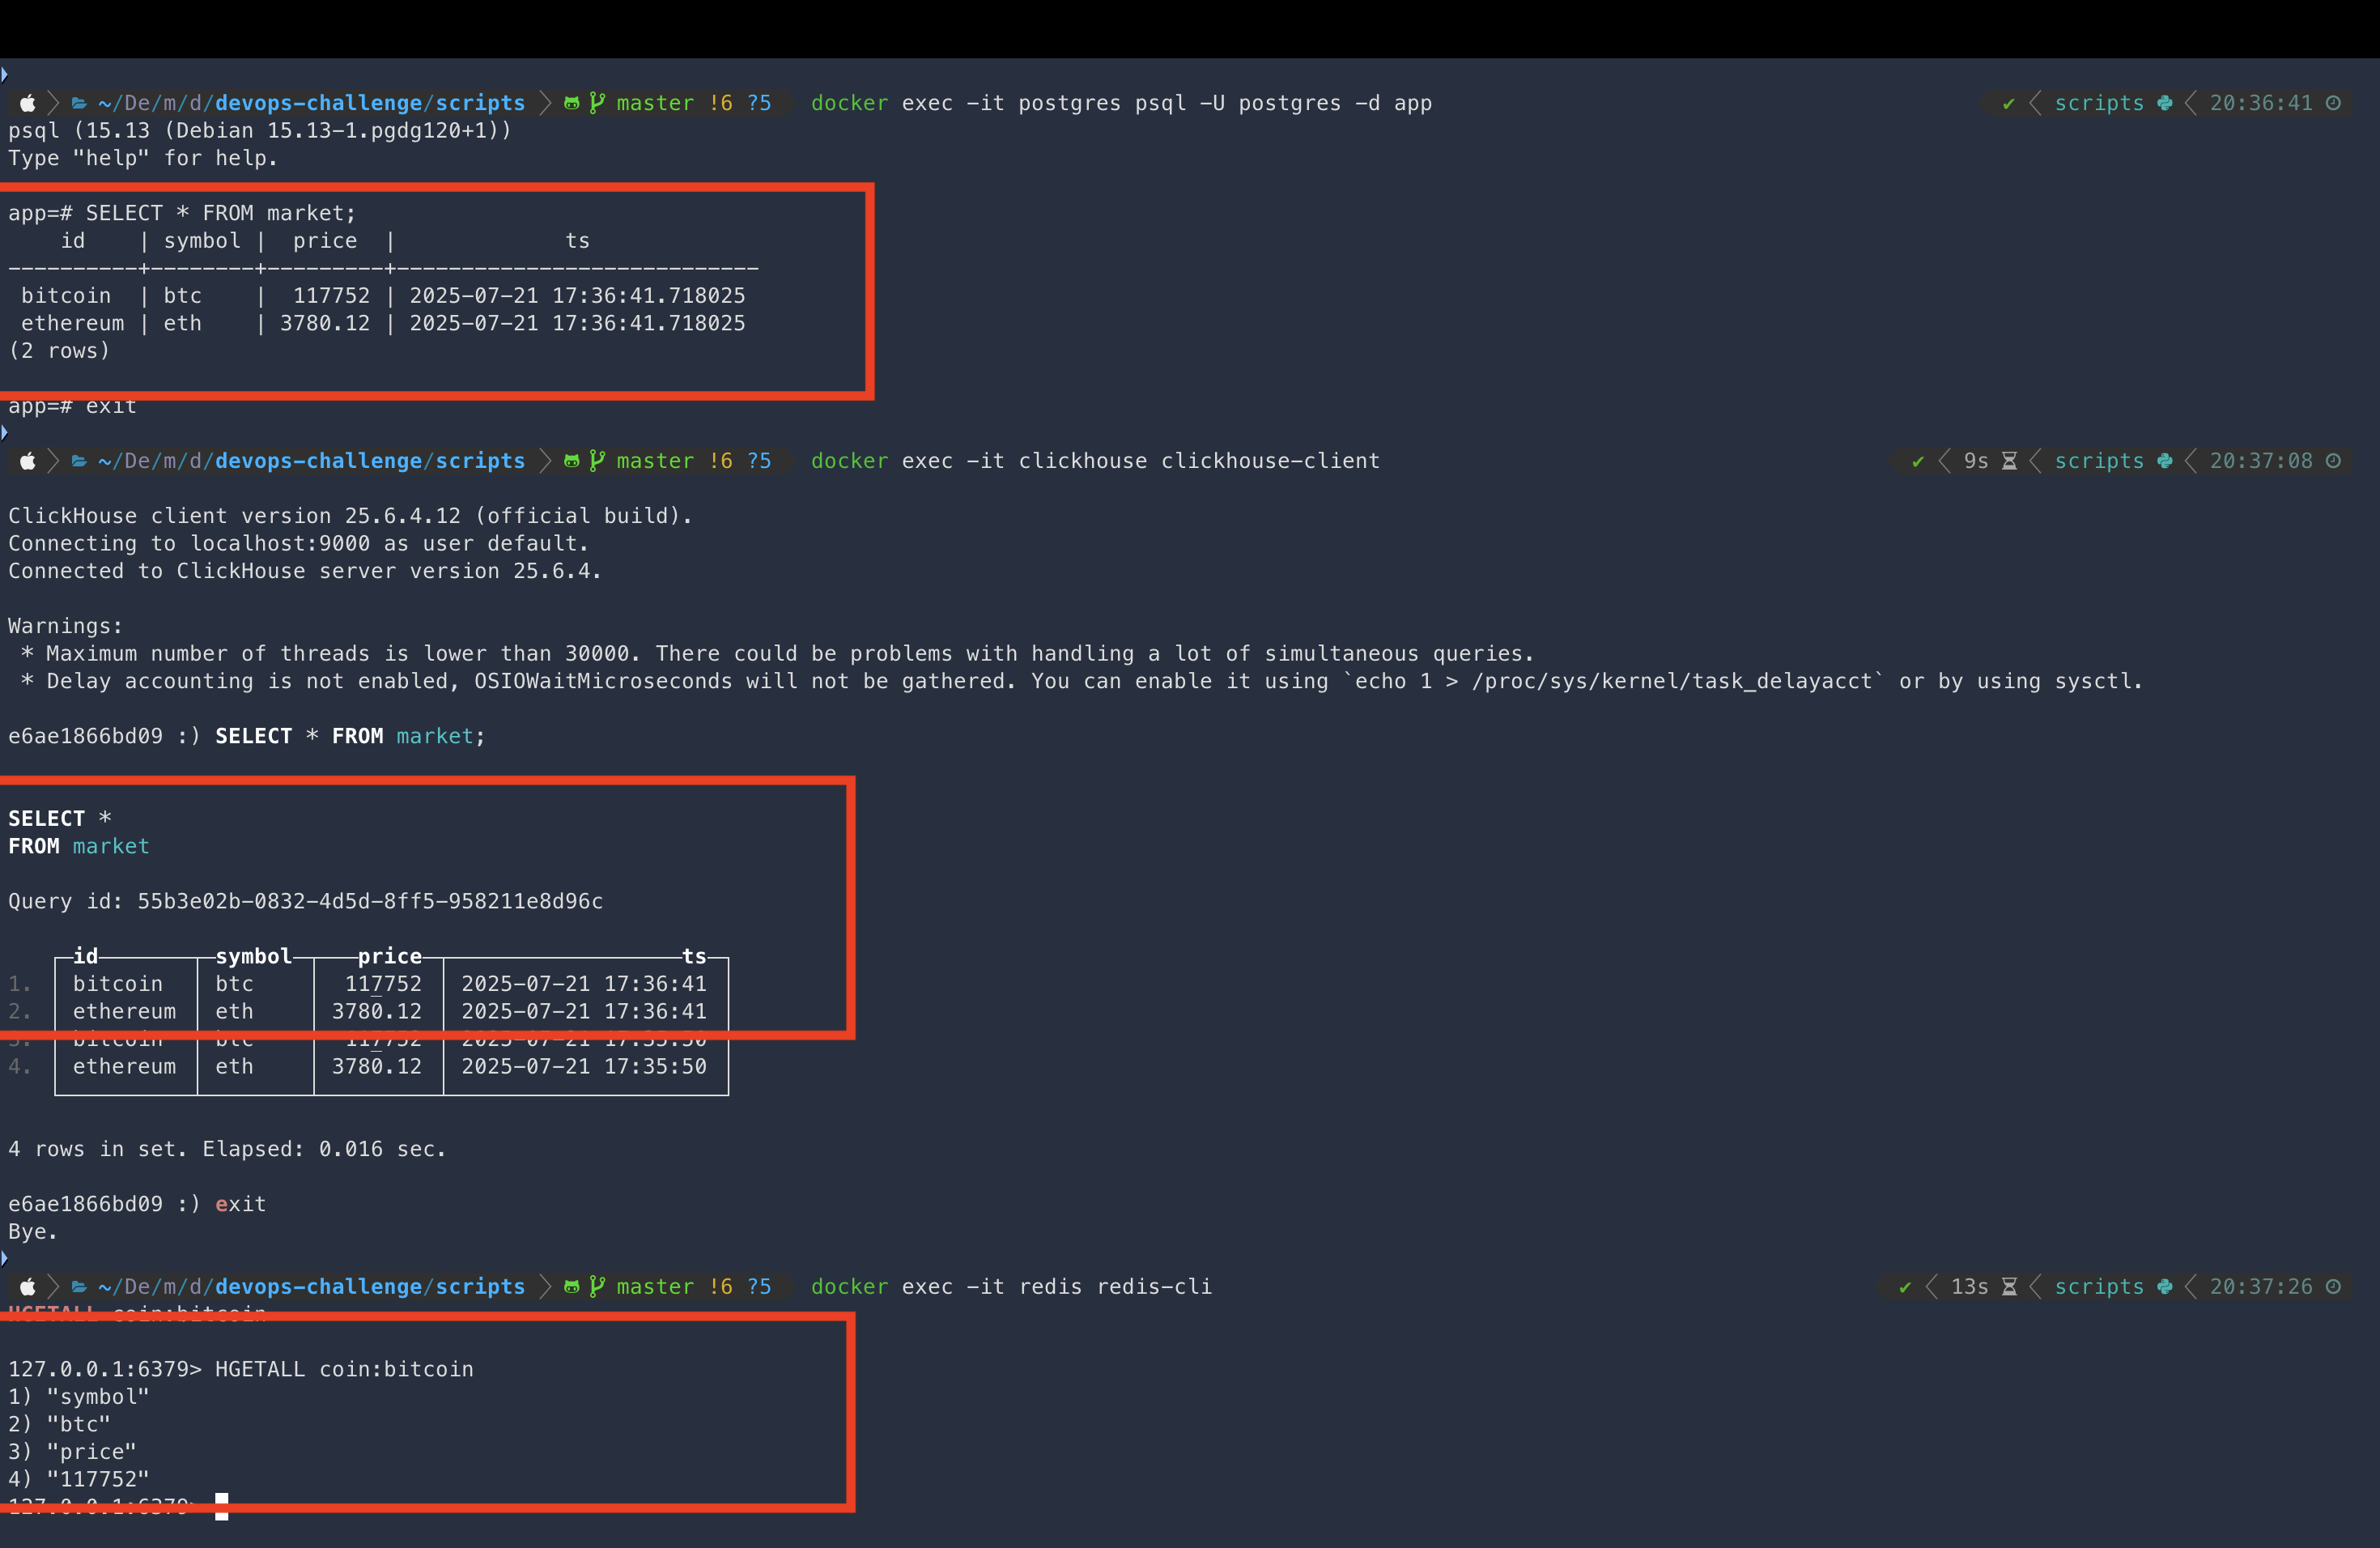 ~/De/m/d/devops-challenge/scripts master !6 ?5 docker exec -it postgres psql -U postgres -d app ✔ scripts 20:36:41
psql (15.13 (Debian 15.13-1.pgdg120+1))
Type "help" for help.
app=# SELECT * FROM market;
id | symbol | price | ts
----------+--------+---------+----------------------------
bitcoin | btc | 117752 | 2025-07-21 17:36:41.718025
ethereum | eth | 3780.12 | 2025-07-21 17:36:41.718025
(2 rows)
app=# exit
~/De/m/d/devops-challenge/scripts master !6 ?5 docker exec -it clickhouse clickhouse-client ✔ 9s scripts 20:37:08
ClickHouse client version 25.6.4.12 (official build).
Connecting to localhost:9000 as user default.
Connected to ClickHouse server version 25.6.4.
Warnings:
* Maximum number of threads is lower than 30000. There could be problems with handling a lot of simultaneous queries.
* Delay accounting is not enabled, OSIOWaitMicroseconds will not be gathered. You can enable it using `echo 1 > /proc/sys/kernel/task_delayacct` or by using sysctl.
e6ae1866bd09 :) SELECT * FROM market;
SELECT *
FROM market
Query id: 55b3e02b-0832-4d5d-8ff5-958211e8d96c
id symbol price ts
1. bitcoin btc 117752 2025-07-21 17:36:41
2. ethereum eth 3780.12 2025-07-21 17:36:41
3. bitcoin btc 117752 2025-07-21 17:35:50
4. ethereum eth 3780.12 2025-07-21 17:35:50
4 rows in set. Elapsed: 0.016 sec.
e6ae1866bd09 :) exit
Bye.
~/De/m/d/devops-challenge/scripts master !6 ?5 docker exec -it redis redis-cli ✔ 13s scripts 20:37:26
HGETALL coin:bitcoin
127.0.0.1:6379> HGETALL coin:bitcoin
1) "symbol"
2) "btc"
3) "price"
4) "117752"
127.0.0.1:6379>